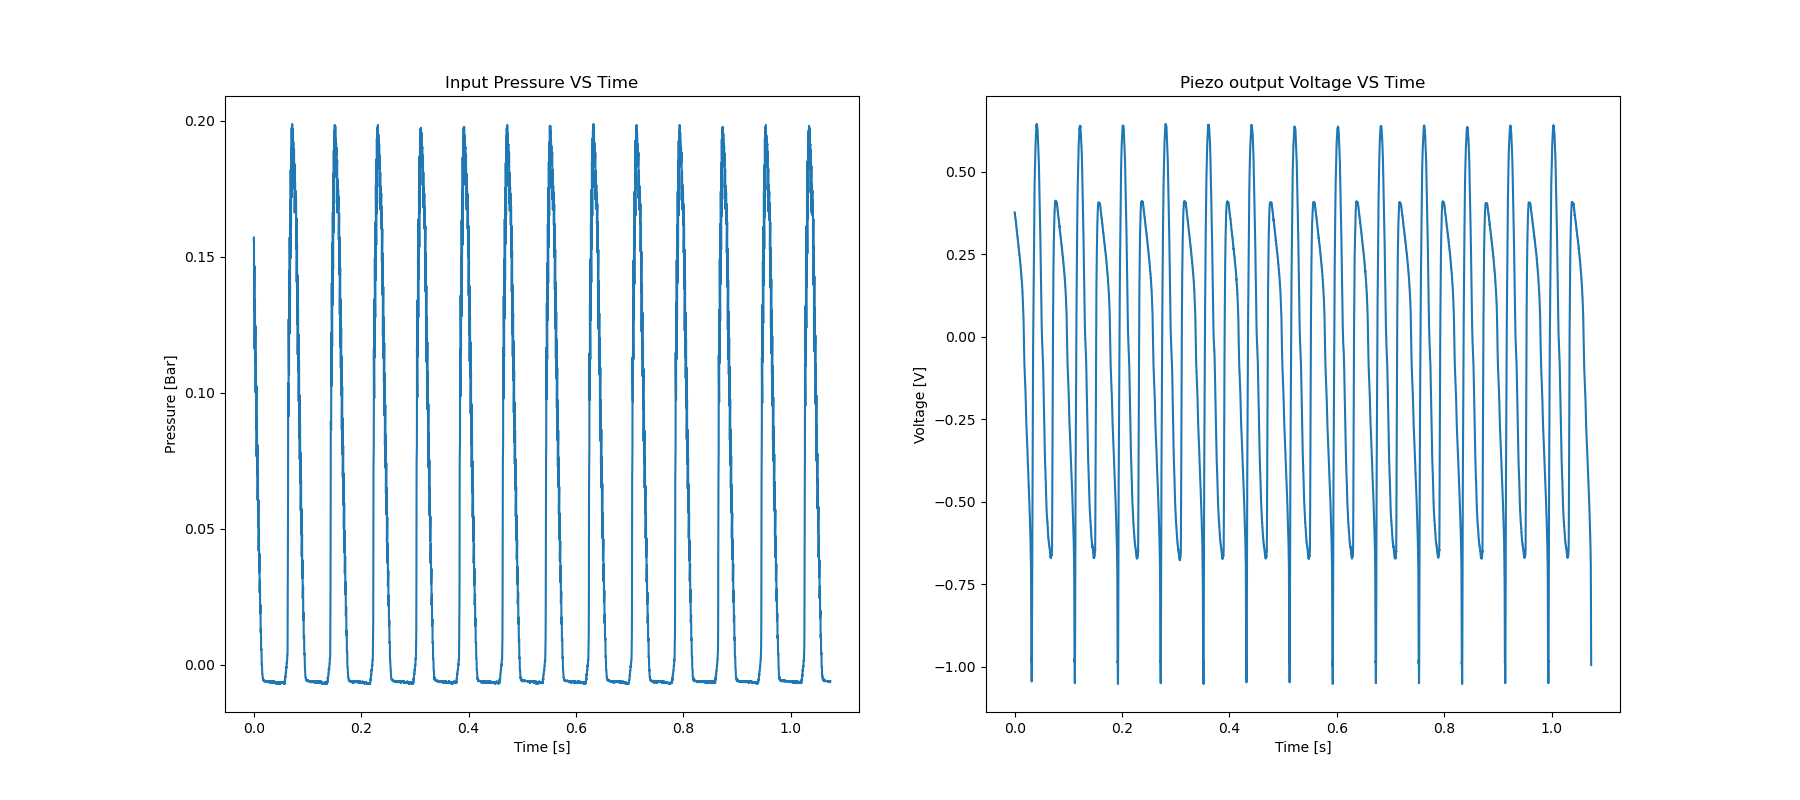 Input Pressure VS Time
Pressure [Bar]
0.20
0.15
0.10
0.05
0.00
0.0 0.2 0.4 0.6 0.8 1.0
Time [s]
Piezo output Voltage VS Time
Voltage [V]
0.50
0.25
0.00
−0.25
−0.50
−0.75
−1.00
0.0 0.2 0.4 0.6 0.8 1.0
Time [s]